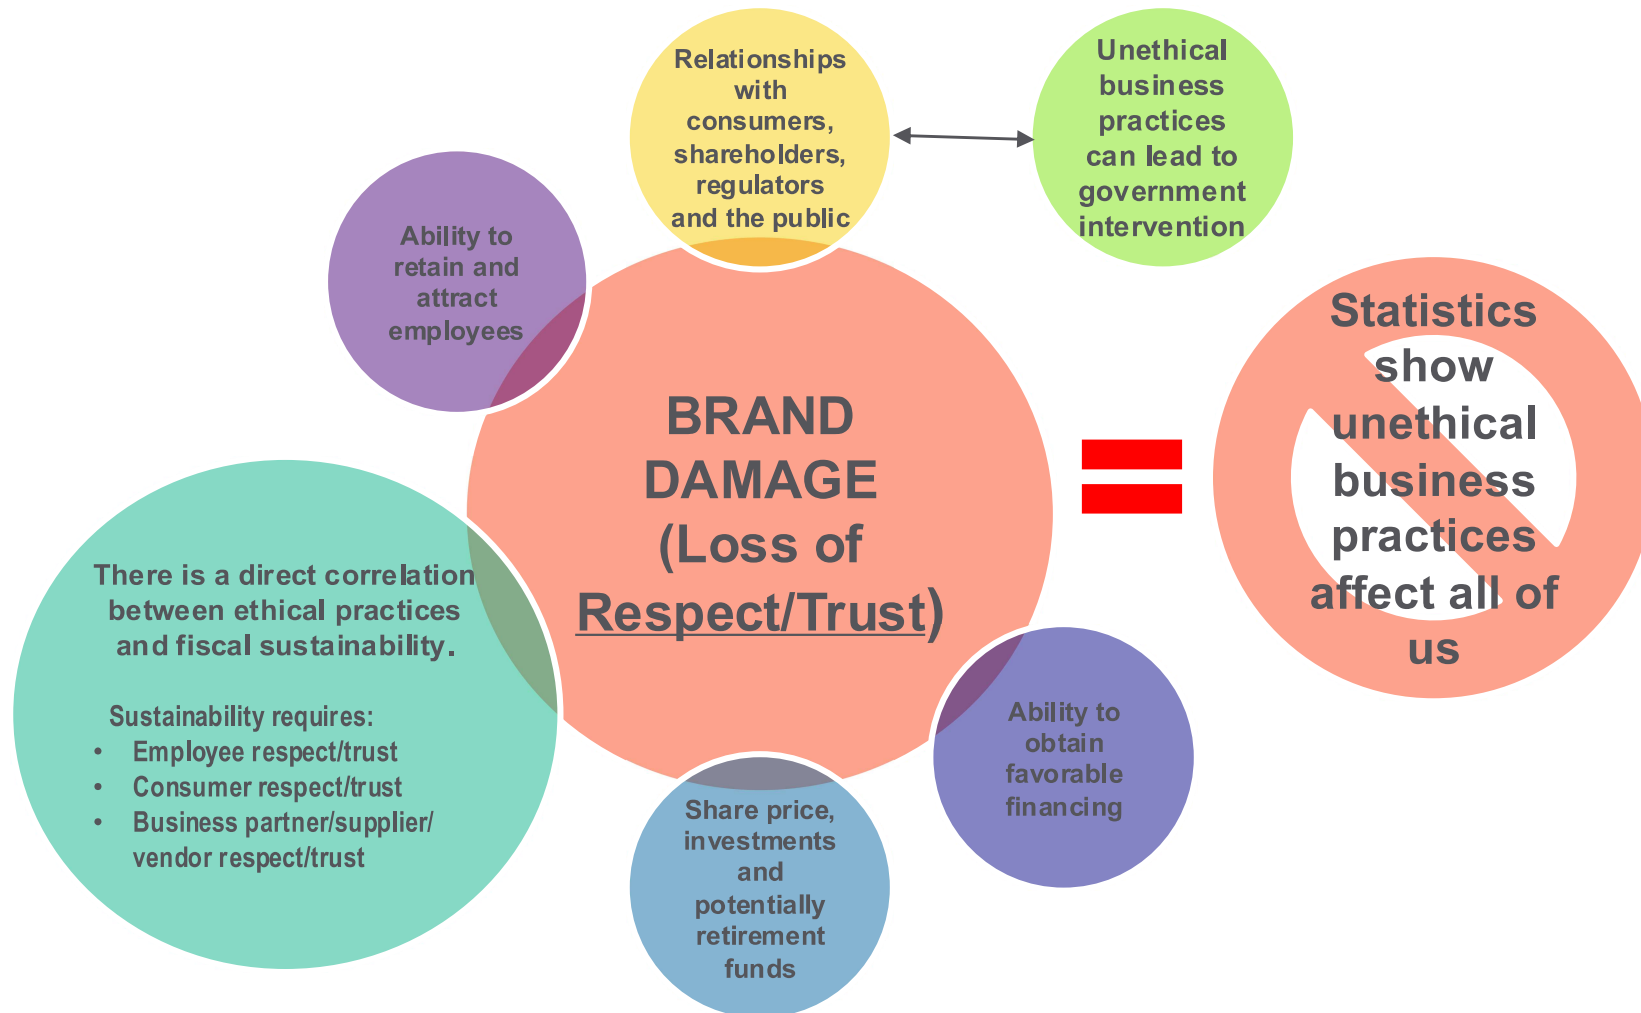 Relationships
with
consumers,
shareholders,
regulators
and the public
Unethical
business
practices
can lead to
government
intervention
Ability to
retain and
attract
employees
BRAND
DAMAGE
(Loss of
Respect/Trust)
Statistics
show
unethical
business
practices
affect all of
us
There is a direct correlation
between ethical practices
and fiscal sustainability.
Sustainability requires:
• Employee respect/trust
• Consumer respect/trust
• Business partner/supplier/
vendor respect/trust
Ability to
obtain
favorable
financing
Share price,
investments
and
potentially
retirement
funds